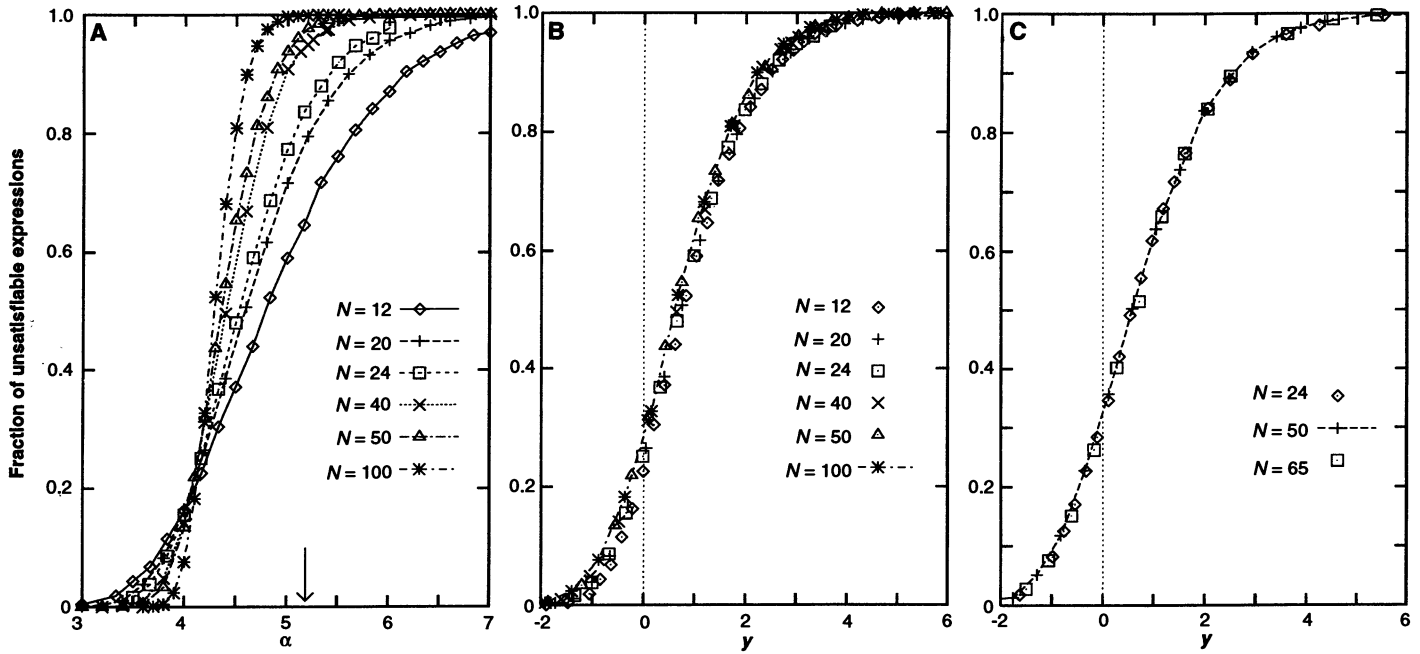 Fraction of unsatisfiable expressions
A
1.0
0.8
0.6
0.4
0.2
0
3
4
5
6
7
α
N = 12
N = 20
N = 24
N = 40
N = 50
N = 100
B
1.0
0.8
0.6
0.4
0.2
0
-2
0
2
4
6
y
N = 12
N = 20
N = 24
N = 40
N = 50
N = 100
C
1.0
0.8
0.6
0.4
0.2
0
-2
0
2
4
6
y
N = 24
N = 50
N = 65